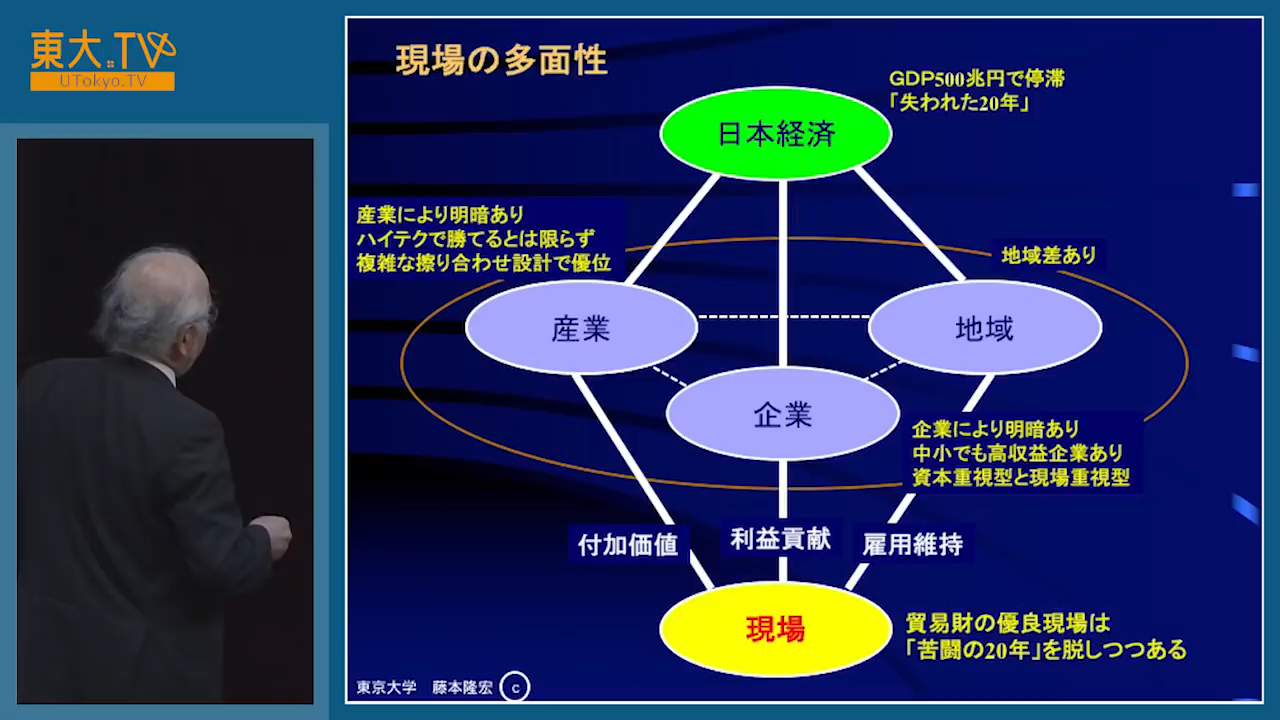 東大.TV
UTokyo.TV
現場の多面性
GDP500兆円で停滞
「失われた20年」
日本経済
産業により明暗あり
ハイテクで勝てるとは限らず
複雑な擦り合わせ設計で優位
地域差あり
産業
地域
企業
企業により明暗あり
中小でも高収益企業あり
資本重視型と現場重視型
付加価値
利益貢献
雇用維持
現場
貿易財の優良現場は
「苦闘の20年」を脱しつつある
東京大学 藤本隆宏 c